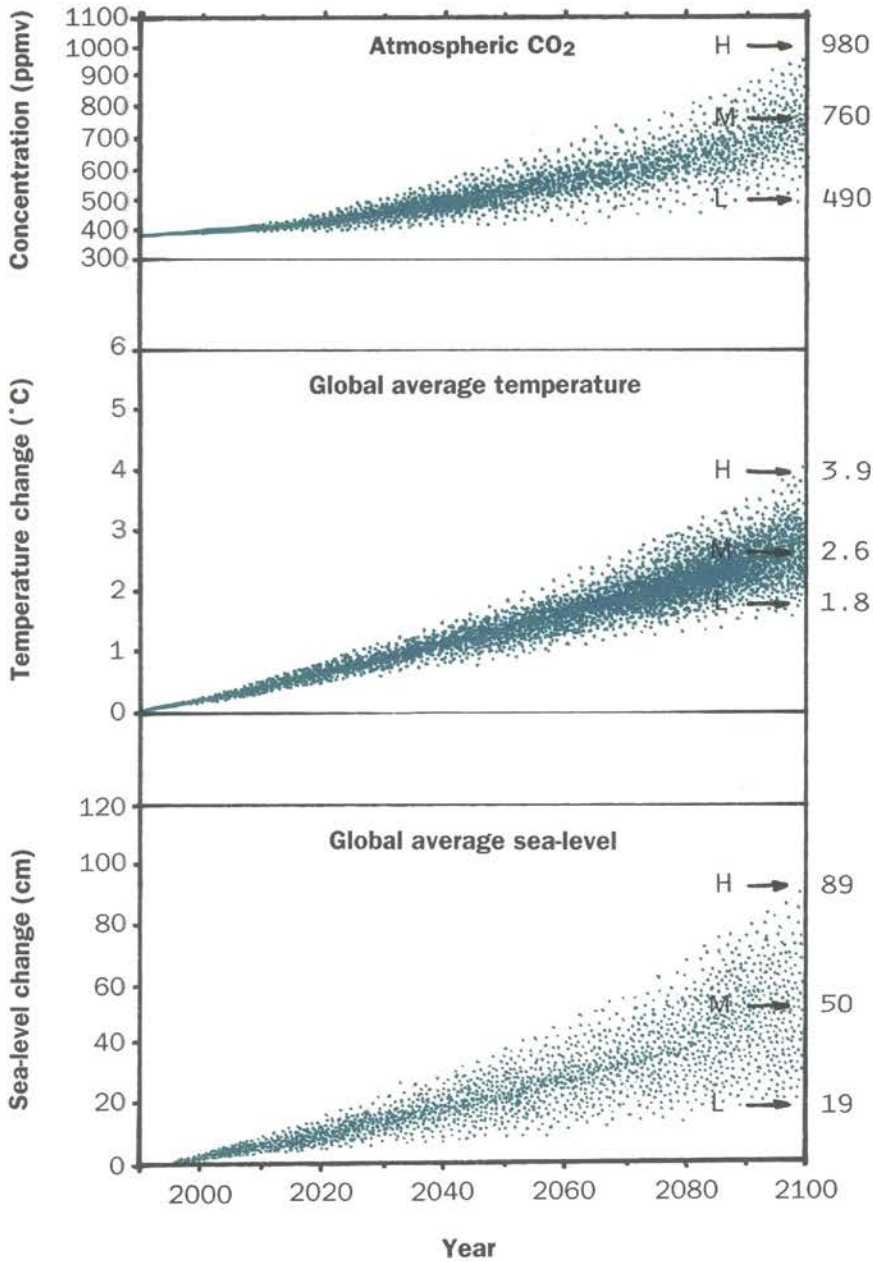 1100
1000
900
800
700
600
500
400
300
Concentration (ppmv)
Atmospheric CO₂
H
980
M
760
L
490
6
5
4
3
2
1
0
Temperature change (˚C)
Global average temperature
H
3.9
M
2.6
L
1.8
120
100
80
60
40
20
0
Sea-level change (cm)
Global average sea-level
H
89
M
50
L
19
2000 2020 2040 2060 2080 2100
Year